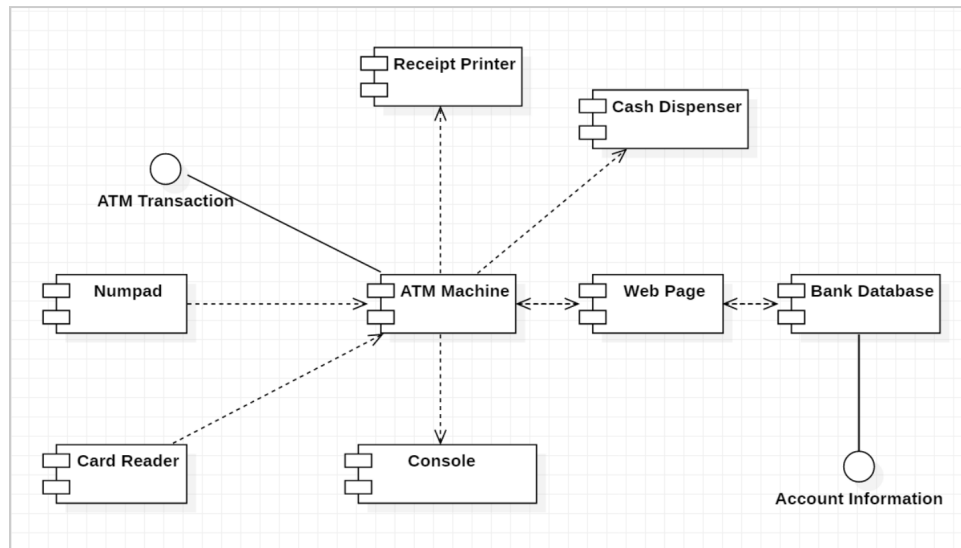 Receipt Printer
Cash Dispenser
ATM Transaction
Numpad
ATM Machine
Web Page
Bank Database
Card Reader
Console
Account Information